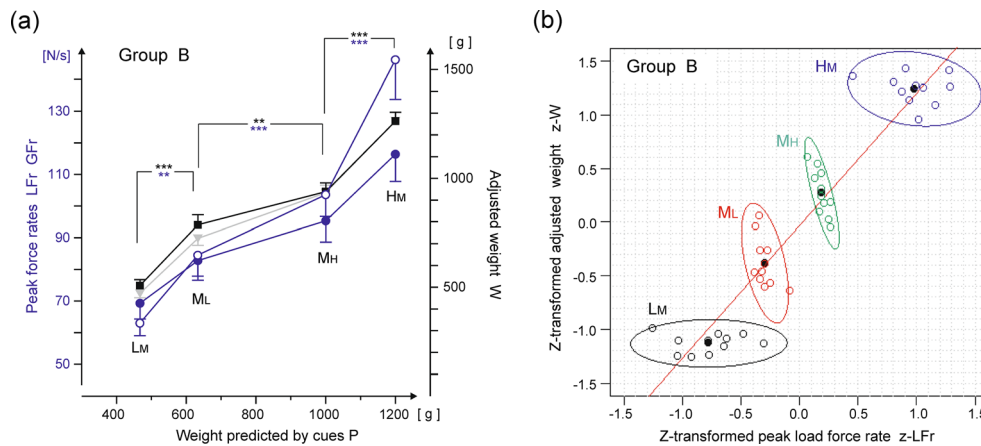 (a)
[N/s]
Group B
[ g ]
***
***
1500
130
**
***
***
**
110
1000
90
70
500
50
HM
MH
ML
LM
Peak force rates LFr GFr
Adjusted weight W
400 600 800 1000 1200 [ g ]
Weight predicted by cues P
(b)
Group B
HM
MH
ML
LM
1.5
1.0
0.5
0.0
-0.5
-1.0
-1.5
Z-transformed adjusted weight z-W
-1.5 -1.0 -0.5 0.0 0.5 1.0 1.5
Z-transformed peak load force rate z-LFr